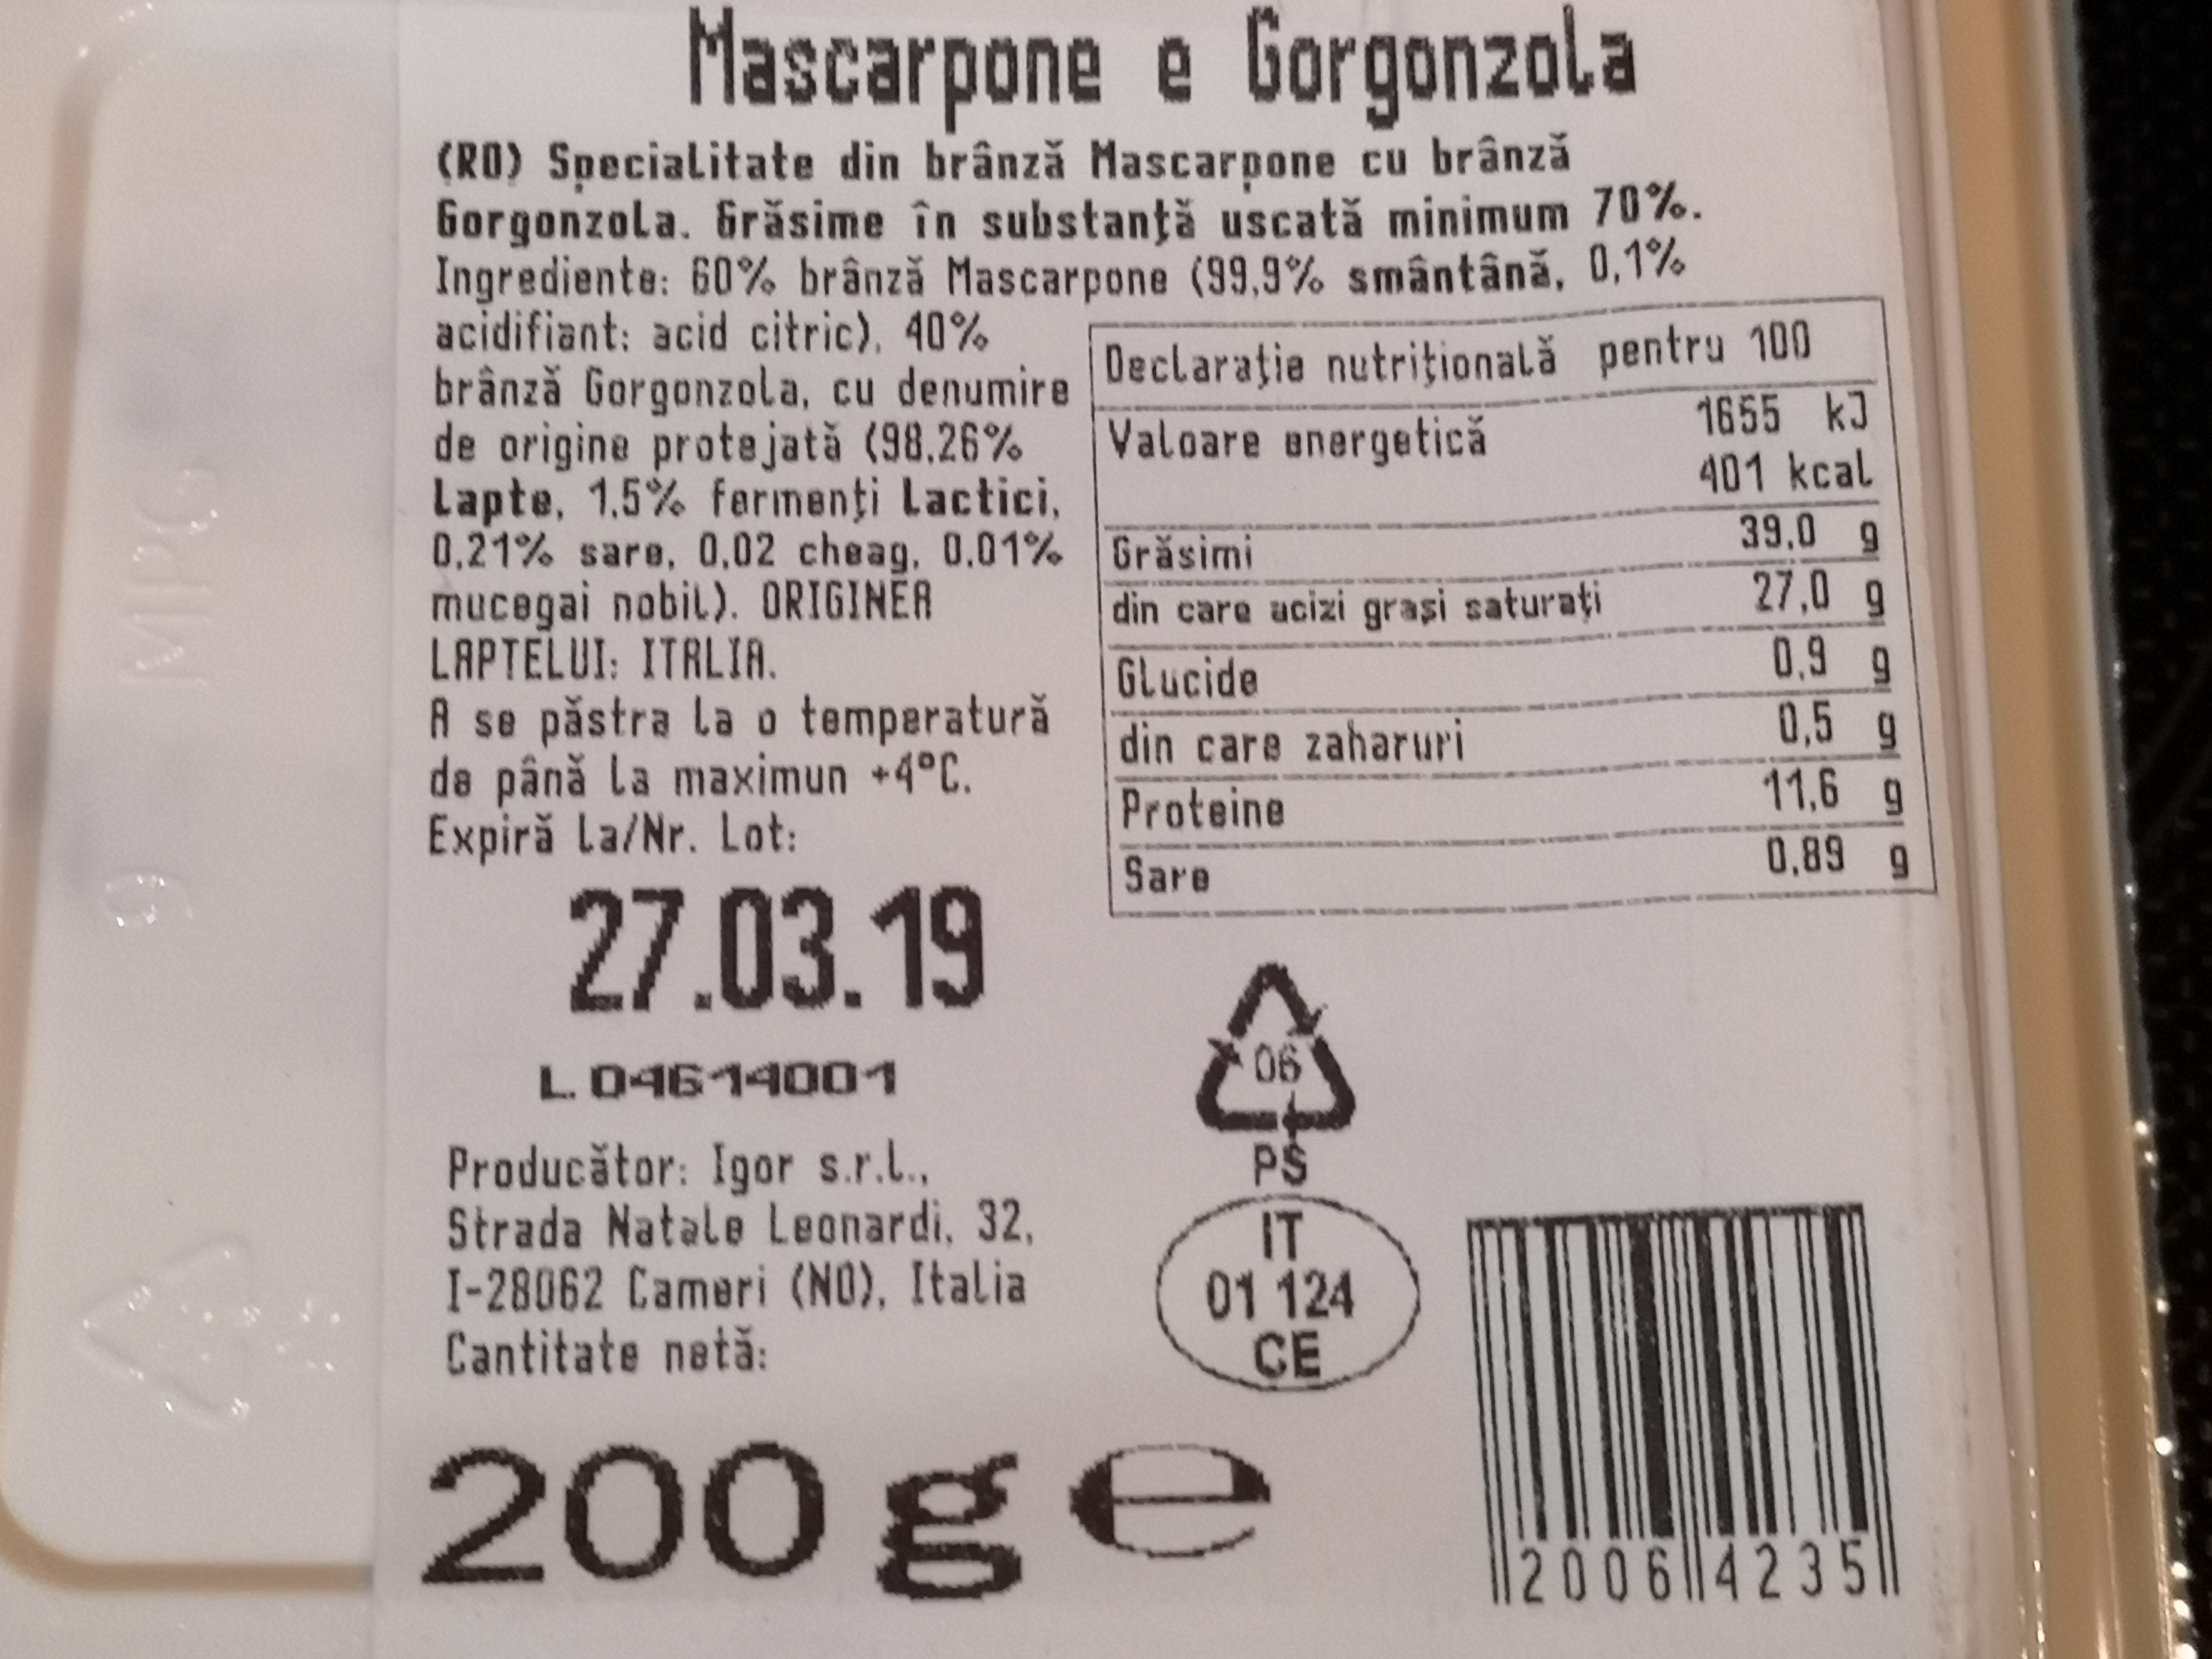 Mascarpone e Gorgonzola
(RO) Specialitate din brânză Mascarpone cu brânză
Gorgonzola. Grăsime în substanţă uscată minimum 70%.
Ingrediente: 60% brânză Mascarpone (99,9% smântână, 0,1%
acidifiant: acid citric), 40%
brânză Gorgonzola, cu denumire
de origine protejată (98,26%
lapte, 1,5% fermenţi lactici,
0,21% sare, 0,02 cheag, 0.01%
mucegai nobil). ORIGINEA
LAPTELUI: ITALIA.
A se păstra la o temperatură
de până la maximun +4°C.
Expiră la/Nr. Lot:
27.03.19
L 04614001
Declaraţie nutriţională pentru 100
Valoare energetică 1655 kJ
401 kcal
Grăsimi 39,0 g
din care acizi graşi saturaţi 27,0 g
Glucide 0,9 g
din care zaharuri 0,5 g
Proteine 11,6 g
Sare 0,89 g
06
PS
IT
01 124
CE
Producător: Igor s.r.l.,
Strada Natale Leonardi, 32,
I-28062 Cameri (NO), Italia
Cantitate netă:
200 g e
2006 4235
MPG
9